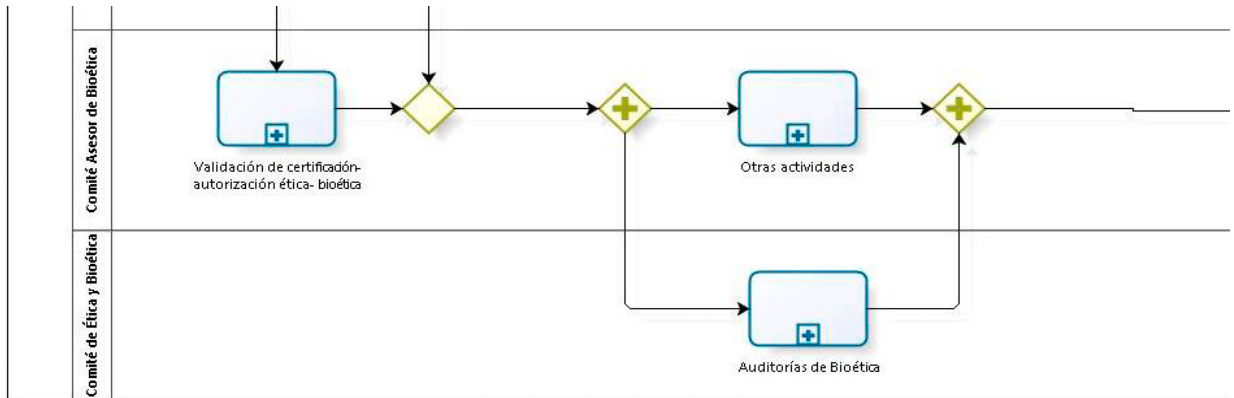 Comité Asesor de Bioética
Validación de certificación-
autorización ética- bioética
Otras actividades
Comité de Ética y Bioética
Auditorías de Bioética